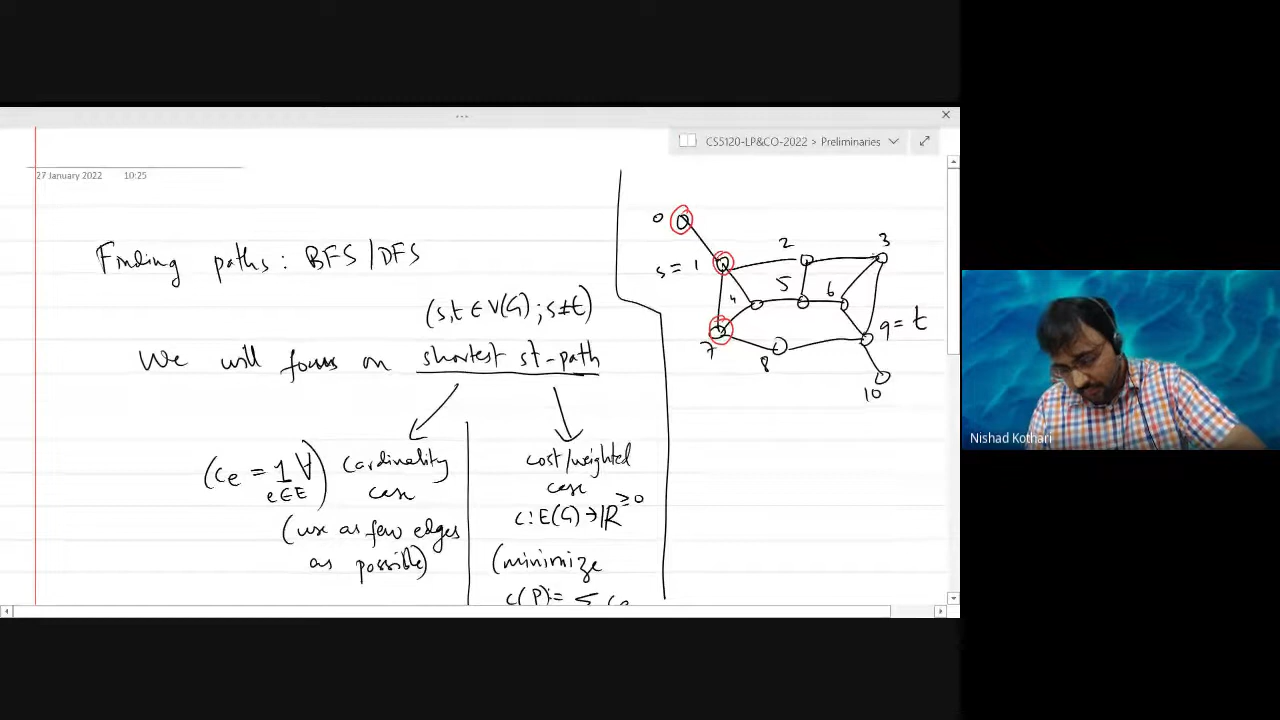 CS5120-LP&CO-2022 > Preliminaries
27 January 2022 10:25
Finding paths: BFS/DFS
(s,t ∈ V(G); s≠t)
We will focus on shortest st-path
(ce = 1 ∀ e∈E) cardinality case
(use as few edges
as possible)
cost/weighted
case
c: E(G) → ℝ≥0
(minimize
c(P):= Σ ce
0
s = 1
2
3
4
5
6
7
8
9 = t
10
Nishad Kothari